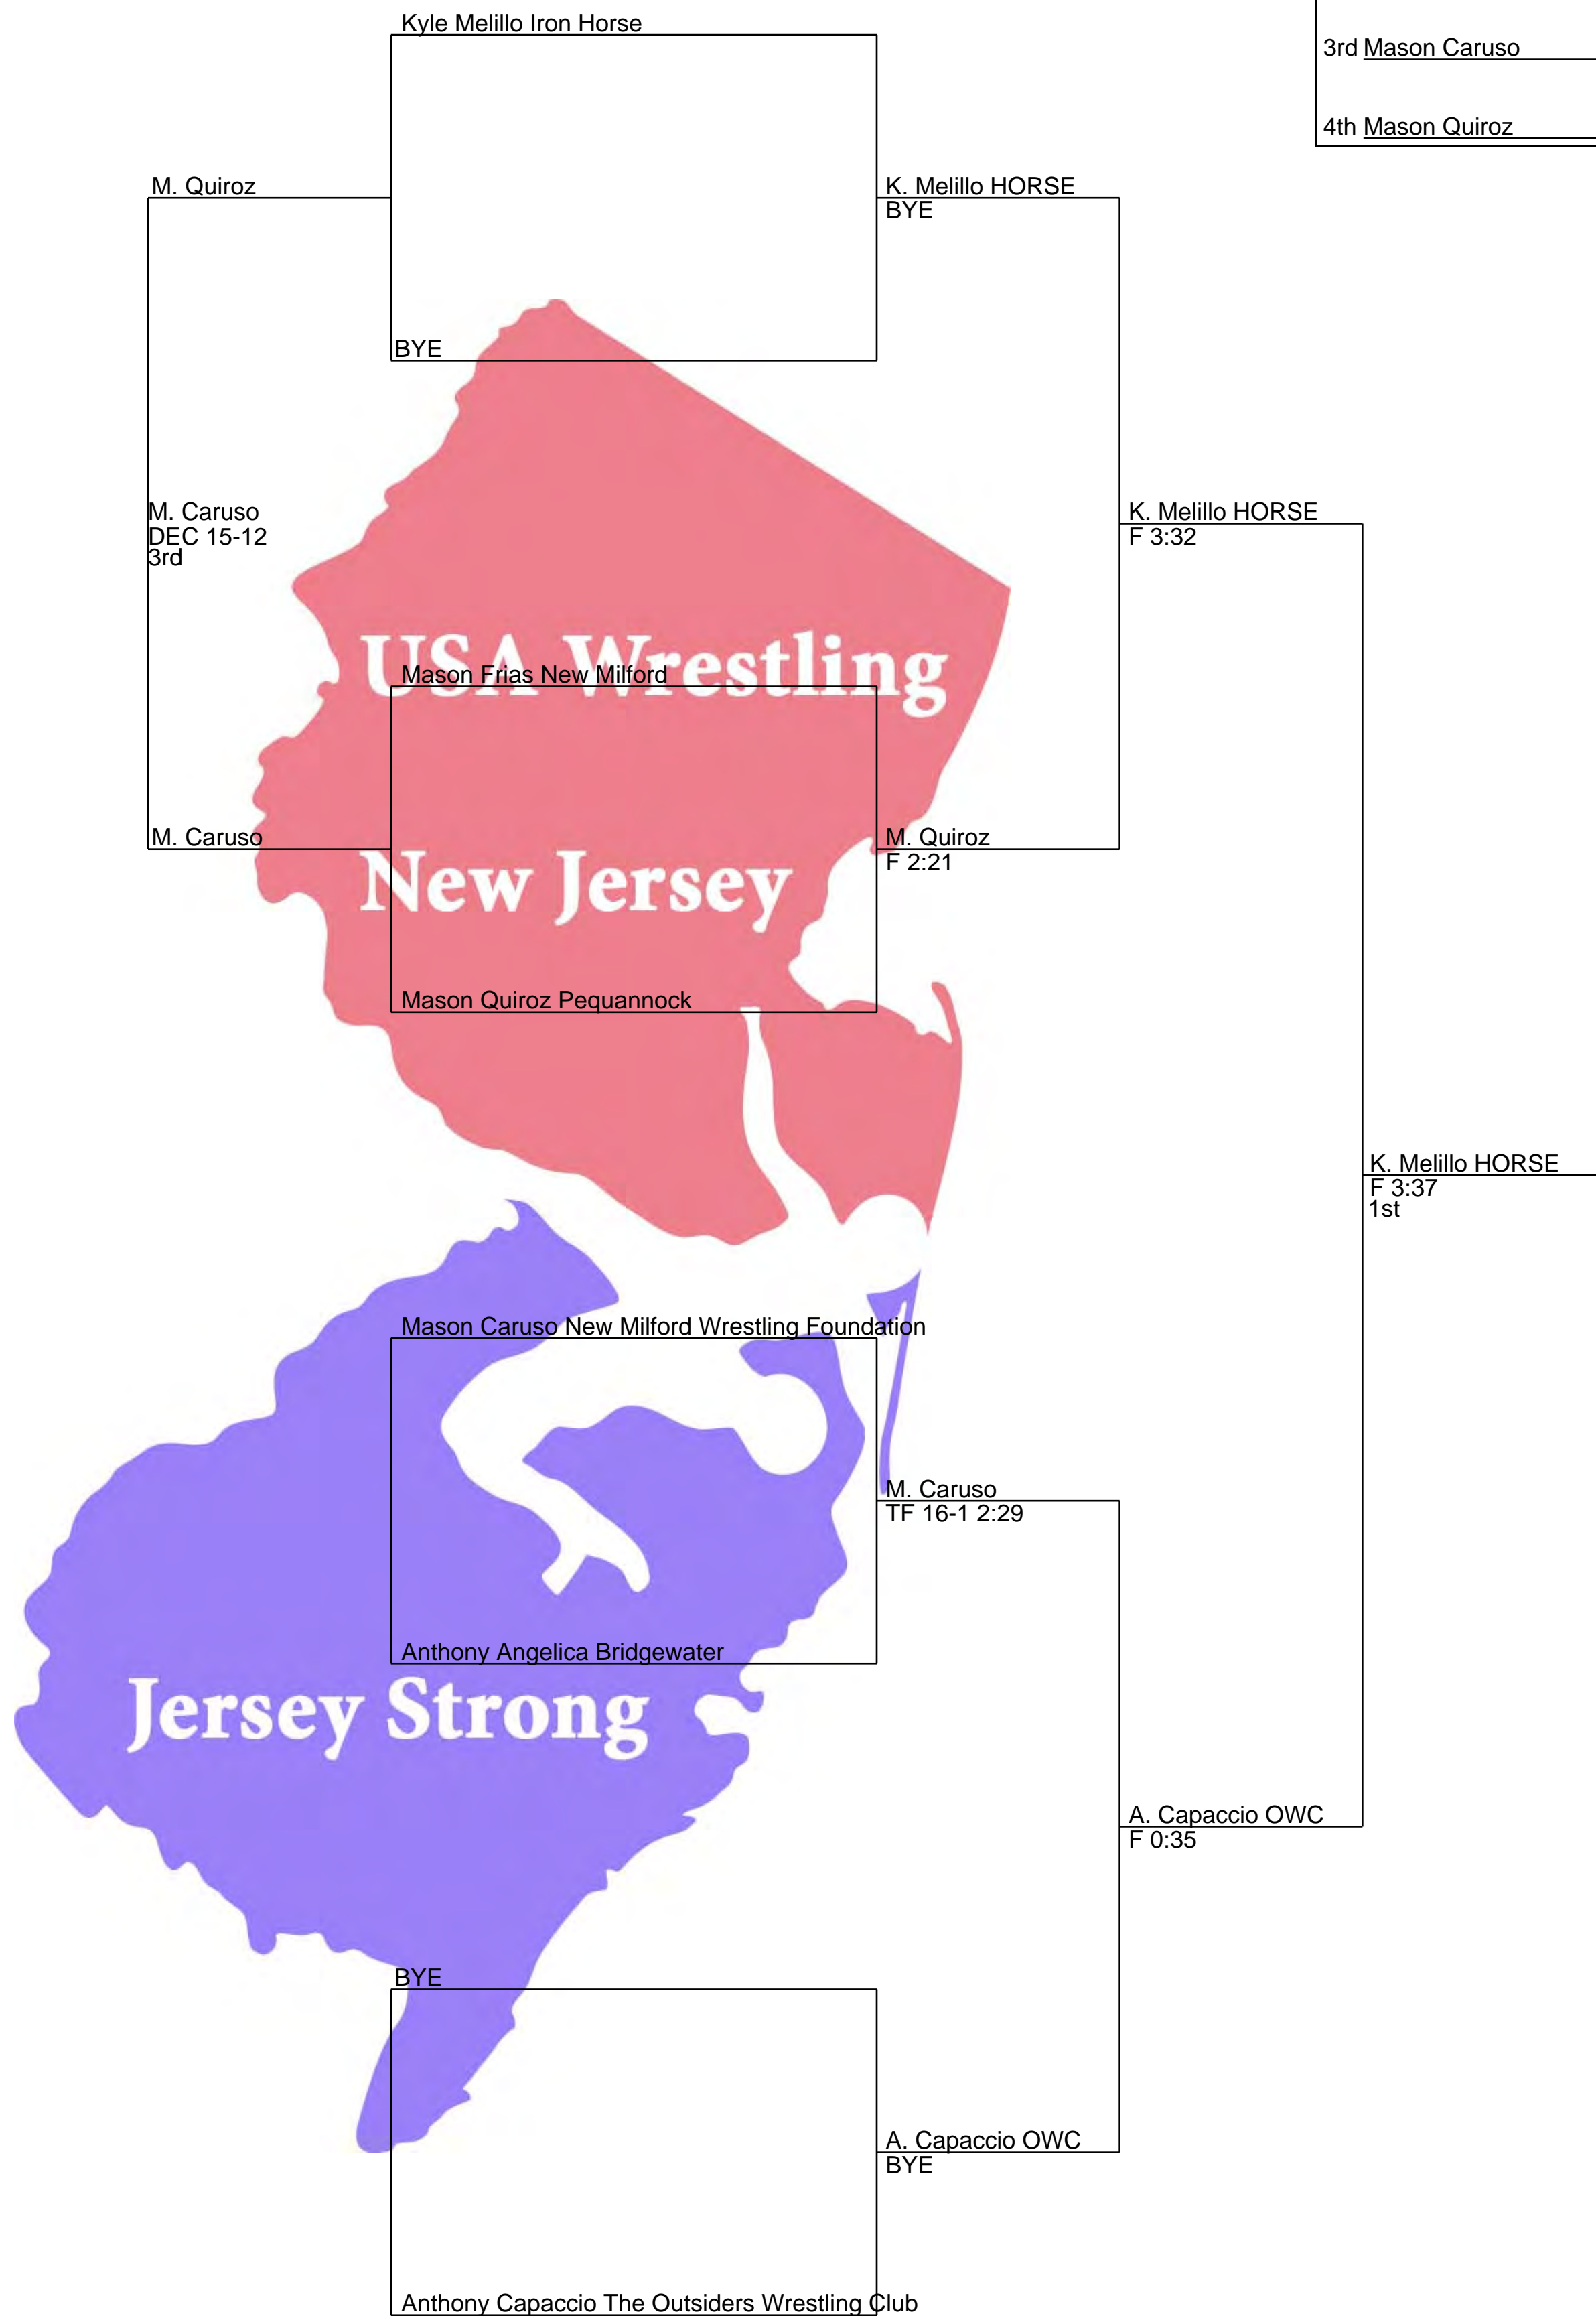 Kyle Melillo Iron Horse
3rd Mason Caruso
4th Mason Quiroz
M. Quiroz
K. Melillo HORSE
BYE
BYE
M. Caruso
DEC 15-12
3rd
K. Melillo HORSE
F 3:32
USA Wrestling
Mason Frias New Milford
M. Caruso
M. Quiroz
F 2:21
New Jersey
Mason Quiroz Pequannock
K. Melillo HORSE
F 3:37
1st
Mason Caruso New Milford Wrestling Foundation
M. Caruso
TF 16-1 2:29
Anthony Angelica Bridgewater
Jersey Strong
A. Capaccio OWC
F 0:35
BYE
A. Capaccio OWC
BYE
Anthony Capaccio The Outsiders Wrestling Club